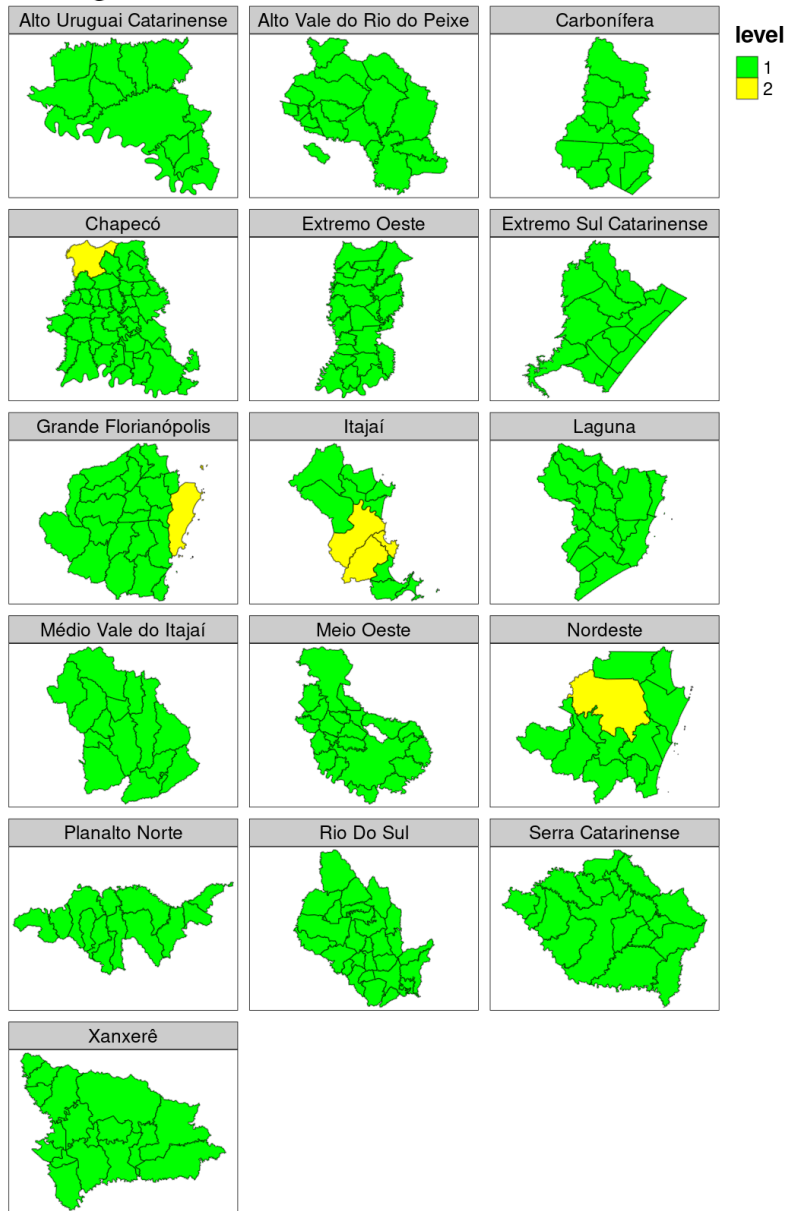 Alto Uruguai Catarinense
Alto Vale do Rio do Peixe
Carbonífera
level
1
2
Chapecó
Extremo Oeste
Extremo Sul Catarinense
Grande Florianópolis
Itajaí
Laguna
Médio Vale do Itajaí
Meio Oeste
Nordeste
Planalto Norte
Rio Do Sul
Serra Catarinense
Xanxerê